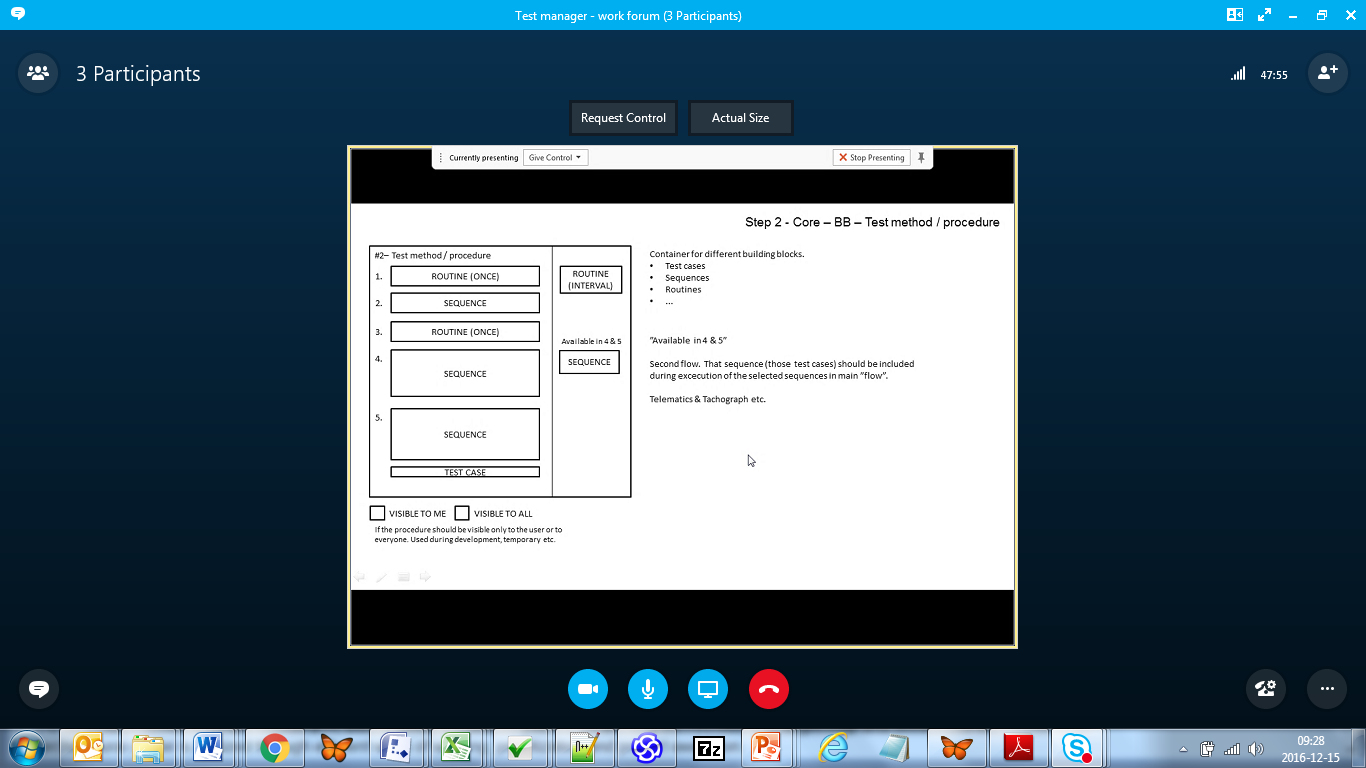 Test manager - work forum (3 Participants)
3 Participants
47:55
Request Control
Actual Size
Currently presenting
Give Control
Stop Presenting
Step 2 - Core – BB – Test method / procedure
#2– Test method / procedure
1.
ROUTINE (ONCE)
2.
SEQUENCE
3.
ROUTINE (ONCE)
4.
SEQUENCE
5.
SEQUENCE
TEST CASE
ROUTINE
(INTERVAL)
Available in 4 & 5
SEQUENCE
VISIBLE TO ME
VISIBLE TO ALL
If the procedure should be visible only to the user or to
everyone. Used during development, temporary etc.
Container for different building blocks.
• Test cases
• Sequences
• Routines
• ...
”Available in 4 & 5”
Second flow. That sequence (those test cases) should be included
during excecution of the selected sequences in main ”flow”.
Telematics & Tachograph etc.
09:28
2016-12-15